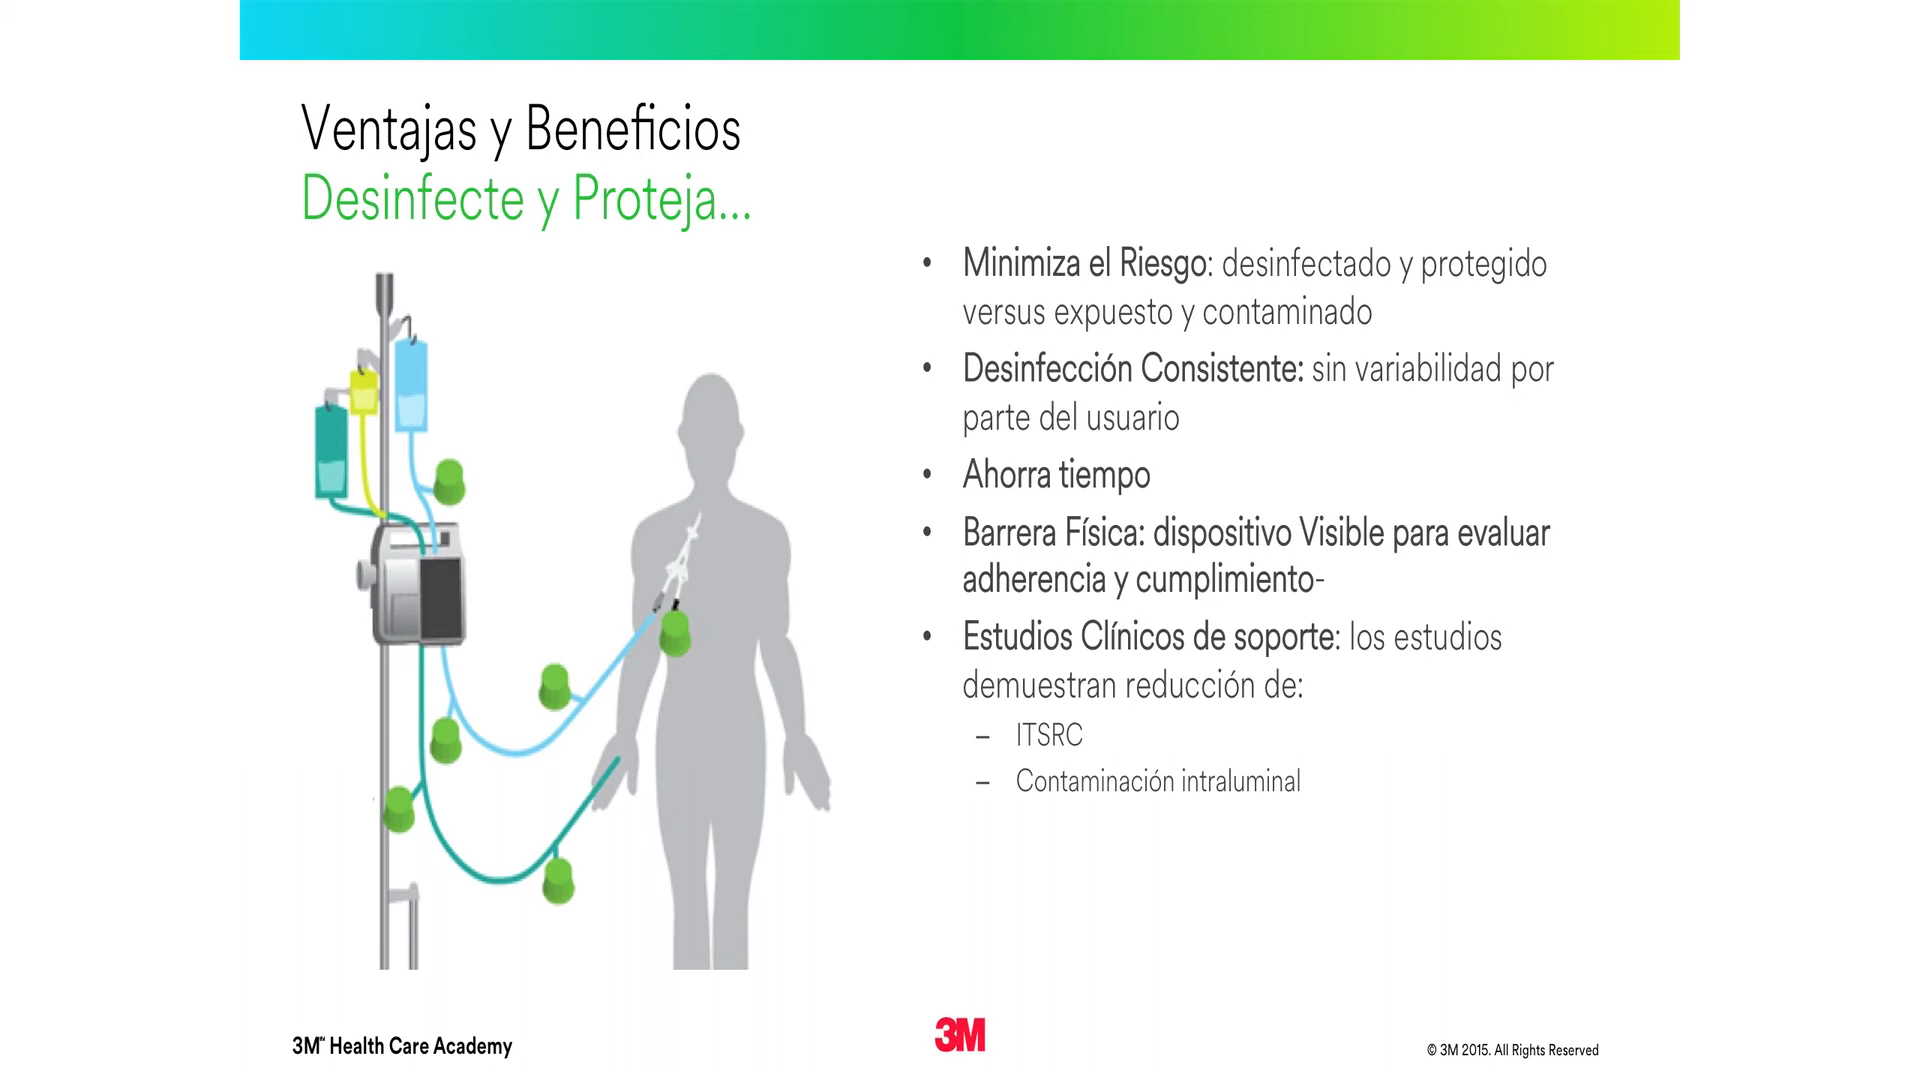 Ventajas y Beneficios
Desinfecte y Proteja...
• Minimiza el Riesgo: desinfectado y protegido
versus expuesto y contaminado
• Desinfección Consistente: sin variabilidad por
parte del usuario
• Ahorra tiempo
• Barrera Física: dispositivo Visible para evaluar
adherencia y cumplimiento-
• Estudios Clínicos de soporte: los estudios
demuestran reducción de:
– ITSRC
– Contaminación intraluminal
3M™ Health Care Academy
3M
© 3M 2015. All Rights Reserved